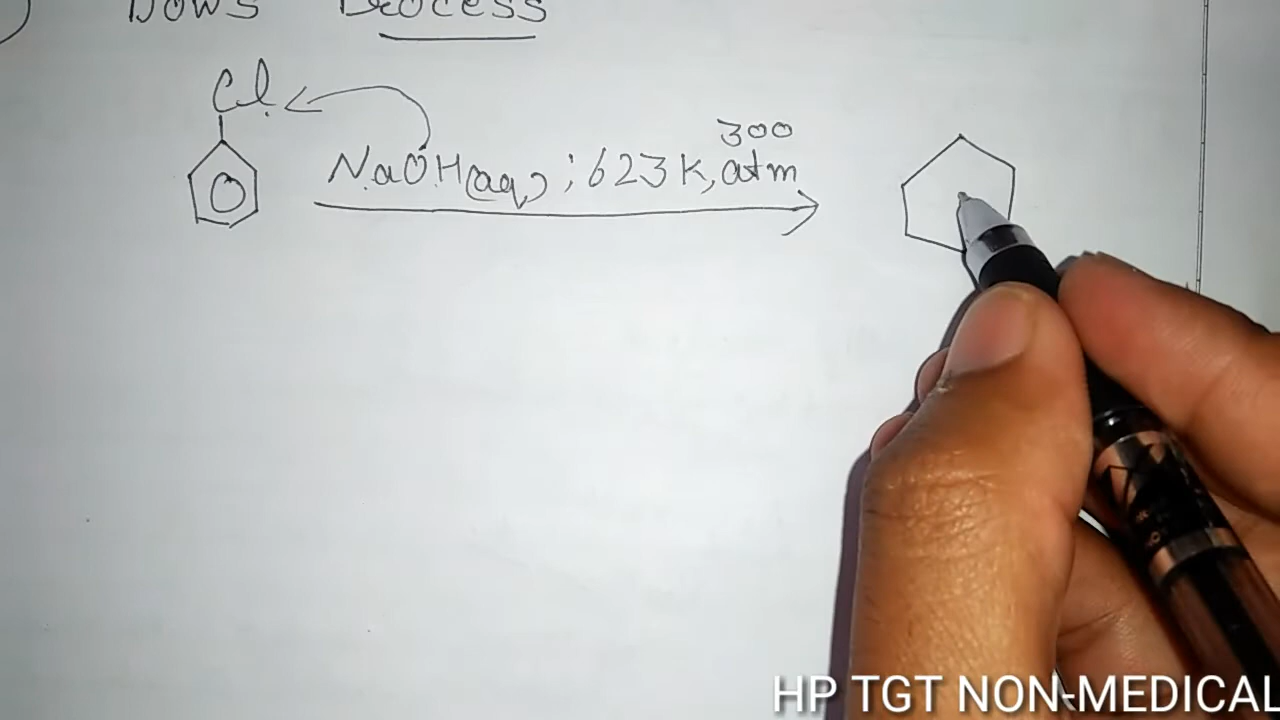 Dows Process
Cl
300
NaOH(aq) ; 623 K, atm
HP TGT NON-MEDICAL